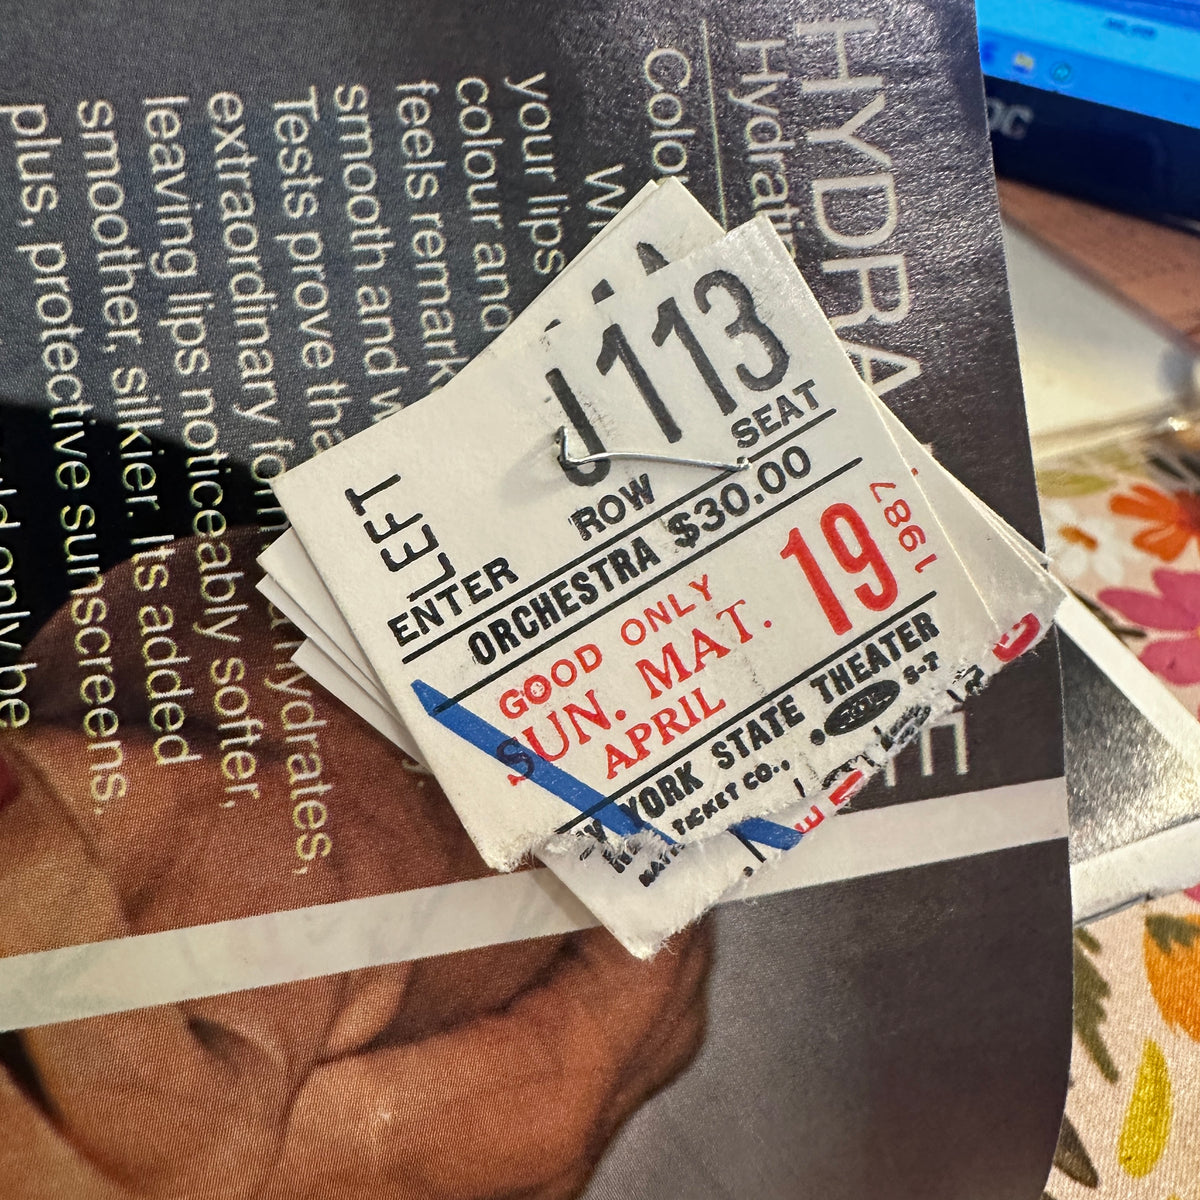 J 113
ROW SEAT
LEFT
ENTER
ORCHESTRA $30.00
GOOD ONLY
SUN. MAT.
APRIL
19
1987
YORK STATE THEATER
TICKET CO.,
S-T
HYDRA
your lips
colour and
feels remark
smooth and w
Tests prove tha
extraordinary for
hydrates,
leaving lips noticeably softer,
smoother, silkier. Its added
plus, protective sunscreens.
only be